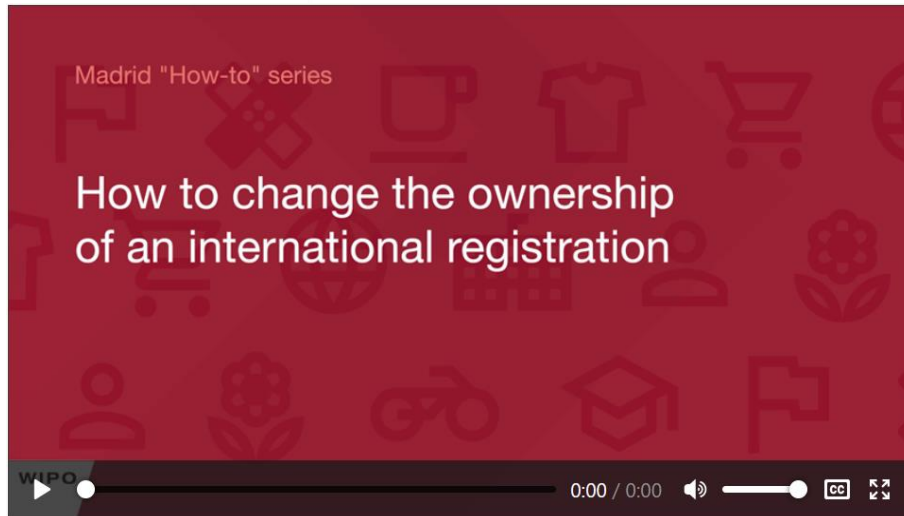 Madrid "How-to" series
How to change the ownership
of an international registration
WIPO
0:00 / 0:00
CC